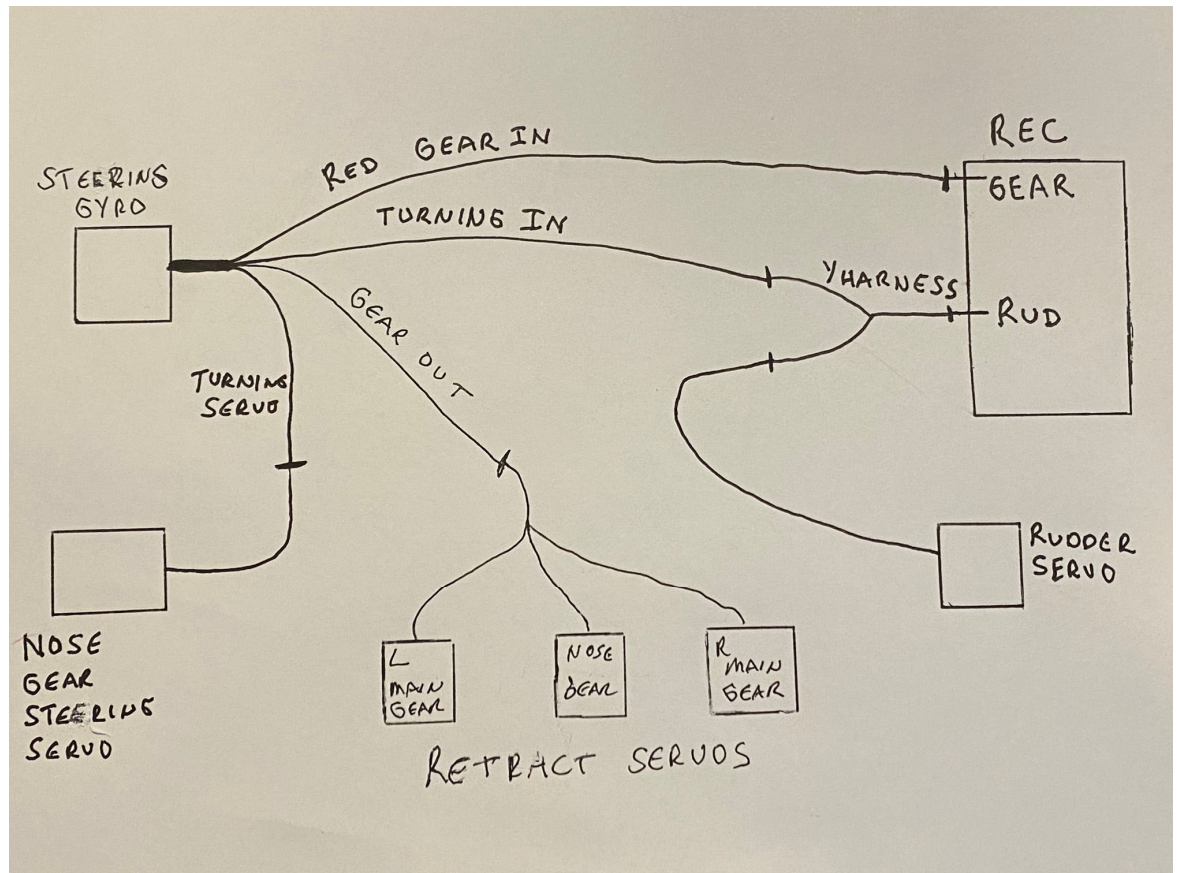 REC
RED GEAR IN
STEERING
GYRO
GEAR
TURNING IN
Y HARNESS
RUD
GEAR OUT
TURNING
SERVO
RUDDER
SERVO
NOSE
GEAR
STEERING
SERVO
L
MAIN
GEAR
NOSE
GEAR
R
MAIN
GEAR
RETRACT SERVOS